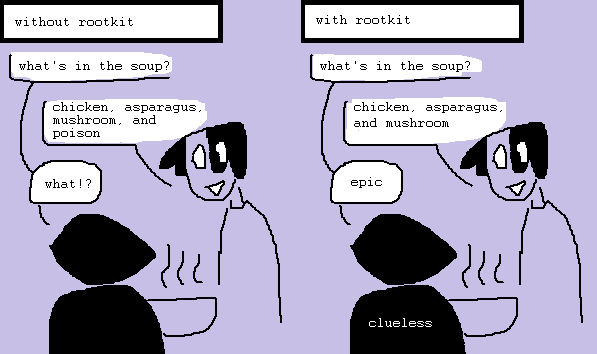 without rootkit
what's in the soup?
chicken, asparagus,
mushroom, and
poison
what!?
with rootkit
what's in the soup?
chicken, asparagus,
and mushroom
epic
clueless